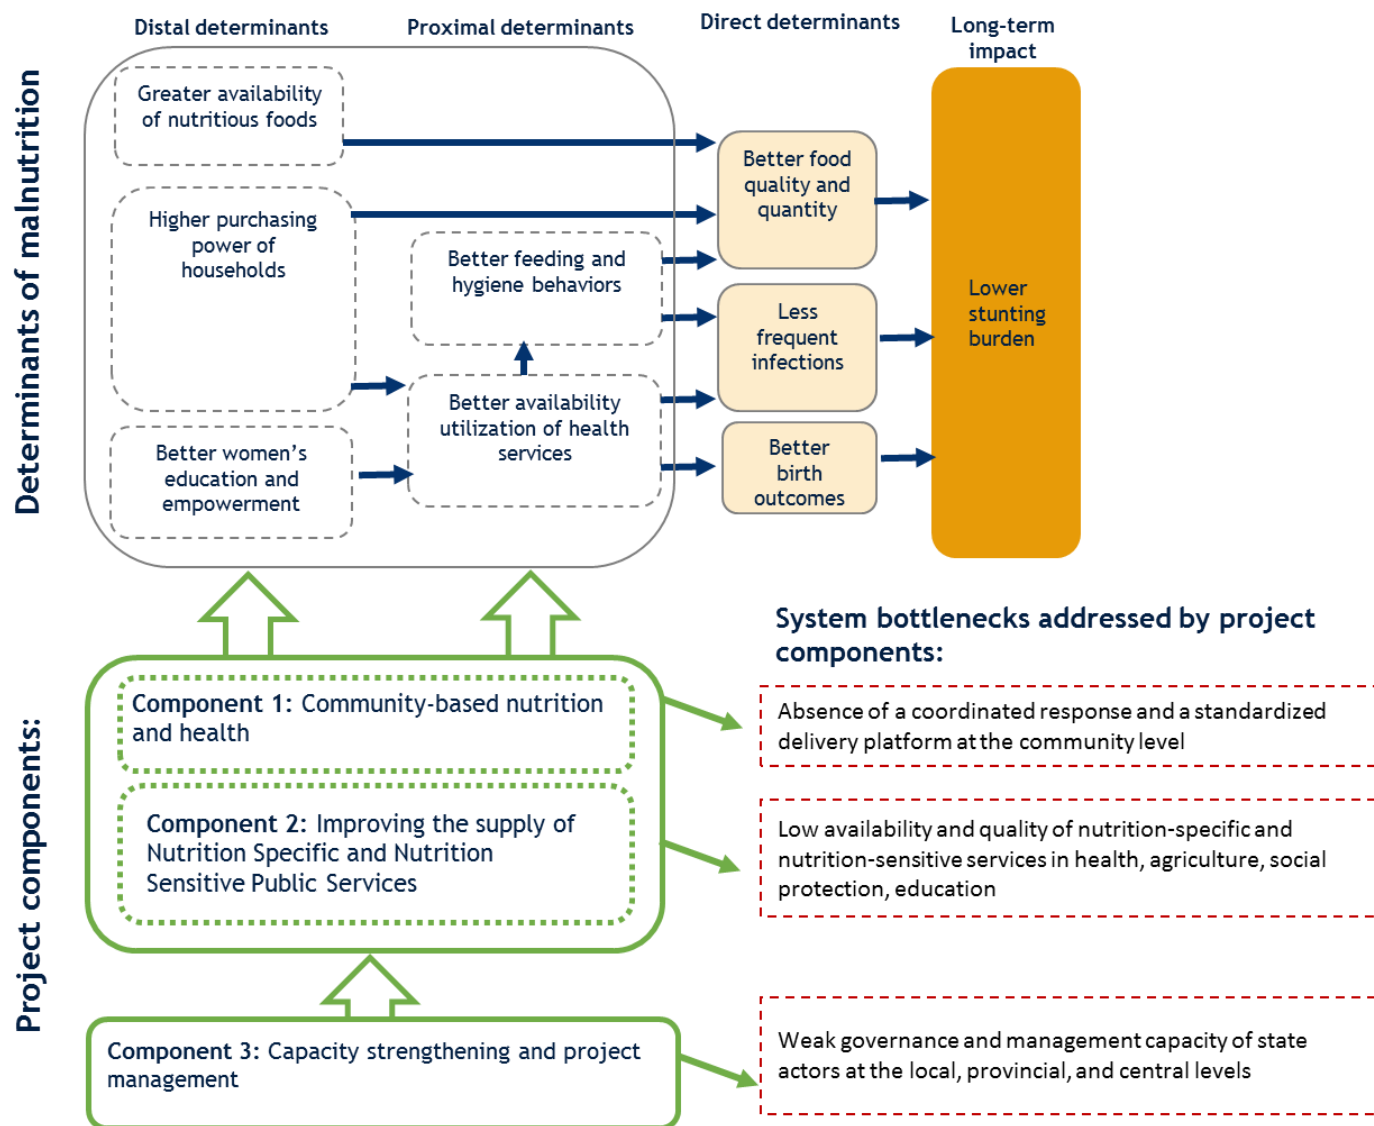 Distal determinants
Proximal determinants
Direct determinants
Long-term
impact
Determinants of malnutrition
Greater availability
of nutritious foods
Higher purchasing
power of
households
Better women's
education and
empowerment
Better feeding and
hygiene behaviors
Better availability
utilization of health
services
Better food
quality and
quantity
Less
frequent
infections
Better
birth
outcomes
Lower
stunting
burden
Project components:
Component 1: Community-based nutrition
and health
Component 2: Improving the supply of
Nutrition Specific and Nutrition
Sensitive Public Services
Component 3: Capacity strengthening and project
management
System bottlenecks addressed by project
components:
Absence of a coordinated response and a standardized
delivery platform at the community level
Low availability and quality of nutrition-specific and
nutrition-sensitive services in health, agriculture, social
protection, education
Weak governance and management capacity of state
actors at the local, provincial, and central levels